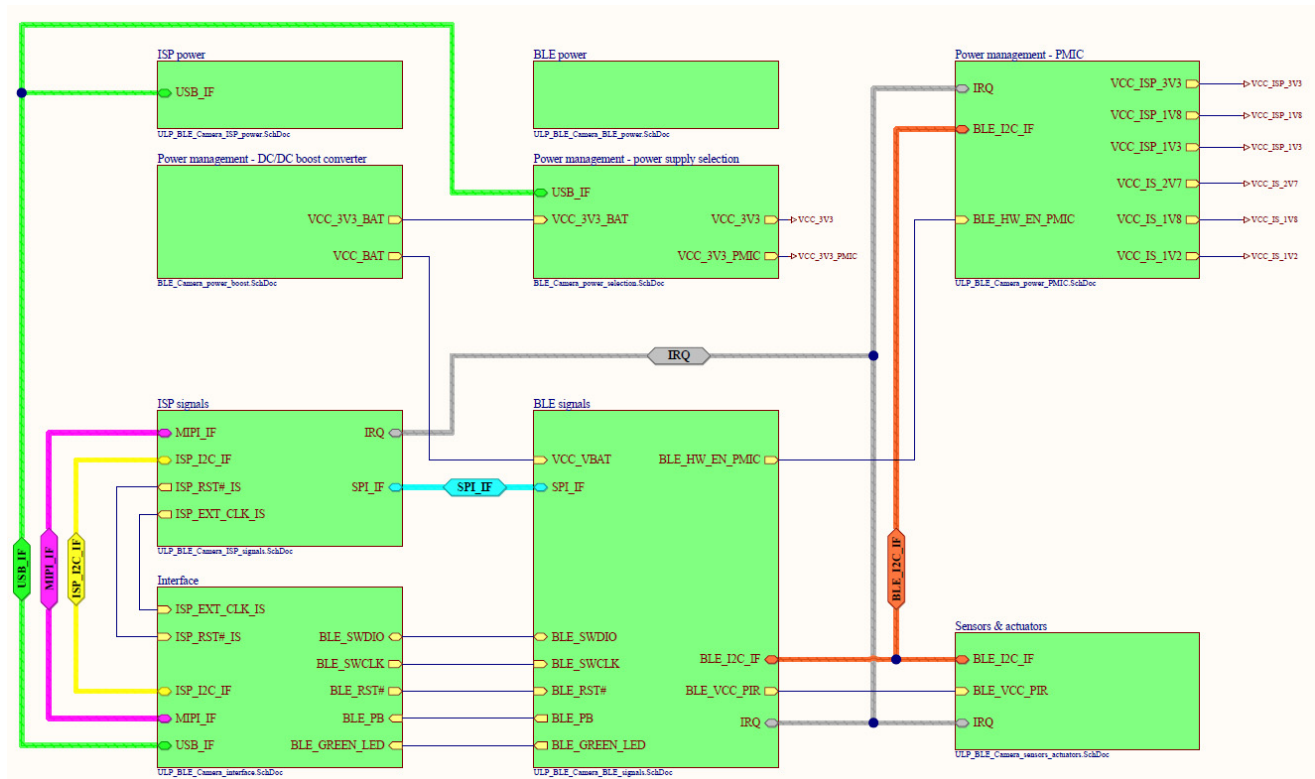 ISP power
USB_IF
ULP_BLE_Camera_ISP_power.SchDoc
BLE power
ULP_BLE_Camera_BLE_power.SchDoc
Power management - PMIC
IRQ
BLE_I2C_IF
BLE_HW_EN_PMIC
VCC_ISP_3V3
VCC_ISP_1V8
VCC_ISP_1V3
VCC_IS_2V7
VCC_IS_1V8
VCC_IS_1V2
VCC_ISP_3V3
VCC_ISP_1V8
VCC_ISP_1V3
VCC_IS_2V7
VCC_IS_1V8
VCC_IS_1V2
ULP_BLE_Camera_power_PMIC.SchDoc
Power management - DC/DC boost converter
VCC_3V3_BAT
VCC_BAT
BLE_Camera_power_boost.SchDoc
Power management - power supply selection
USB_IF
VCC_3V3_BAT
VCC_3V3
VCC_3V3_PMIC
VCC_3V3
VCC_3V3_PMIC
BLE_Camera_power_selection.SchDoc
IRQ
ISP signals
MIPI_IF
ISP_I2C_IF
ISP_RST#_IS
ISP_EXT_CLK_IS
IRQ
SPI_IF
ULP_BLE_Camera_ISP_signals.SchDoc
SPI_IF
BLE signals
VCC_VBAT
SPI_IF
BLE_SWDIO
BLE_SWCLK
BLE_RST#
BLE_PB
BLE_GREEN_LED
BLE_HW_EN_PMIC
BLE_I2C_IF
BLE_VCC_PIR
IRQ
ULP_BLE_Camera_BLE_signals.SchDoc
USB_IF
MIPI_IF
ISP_I2C_IF
BLE_I2C_IF
Interface
ISP_EXT_CLK_IS
ISP_RST#_IS
ISP_I2C_IF
MIPI_IF
USB_IF
BLE_SWDIO
BLE_SWCLK
BLE_RST#
BLE_PB
BLE_GREEN_LED
ULP_BLE_Camera_interface.SchDoc
Sensors & actuators
BLE_I2C_IF
BLE_VCC_PIR
IRQ
ULP_BLE_Camera_sensors_actuators.SchDoc